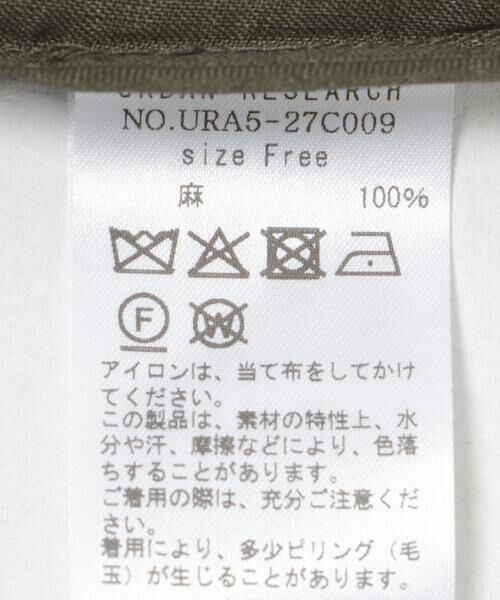 URBAN RESEARCH
NO.URA5-27C009
size Free
麻 100%
F W
アイロンは、当て布をしてかけ
てください。
この製品は、素材の特性上、水
分や汗、摩擦などにより、色落
ちすることがあります。
ご着用の際は、充分ご注意くだ
さい。
着用により、多少ピリング（毛
玉）が生じることがあります。